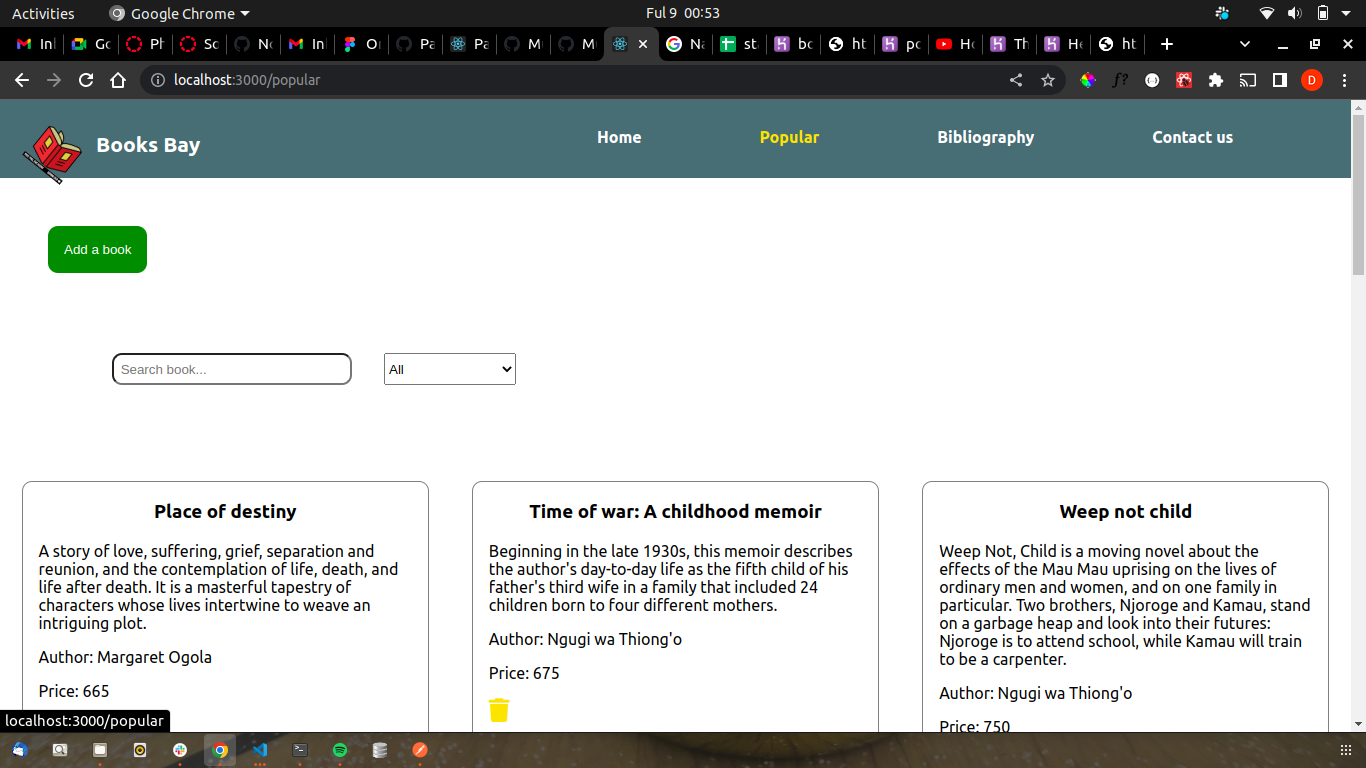 Activities
Google Chrome
Ful 9 00:53
In
Go
Ph
Sc
No
In
Or
Pa
Pa
M
M
Na
st
bo
ht
po
Ho
Th
He
ht
localhost:3000/popular
f?
D
Books Bay
Home
Popular
Bibliography
Contact us
Add a book
Search book...
All
Place of destiny
A story of love, suffering, grief, separation and
reunion, and the contemplation of life, death, and
life after death. It is a masterful tapestry of
characters whose lives intertwine to weave an
intriguing plot.
Author: Margaret Ogola
Price: 665
Time of war: A childhood memoir
Beginning in the late 1930s, this memoir describes
the author's day-to-day life as the fifth child of his
father's third wife in a family that included 24
children born to four different mothers.
Author: Ngugi wa Thiong'o
Price: 675
Weep not child
Weep Not, Child is a moving novel about the
effects of the Mau Mau uprising on the lives of
ordinary men and women, and on one family in
particular. Two brothers, Njoroge and Kamau, stand
on a garbage heap and look into their futures:
Njoroge is to attend school, while Kamau will train
to be a carpenter.
Author: Ngugi wa Thiong'o
Price: 750
localhost:3000/popular